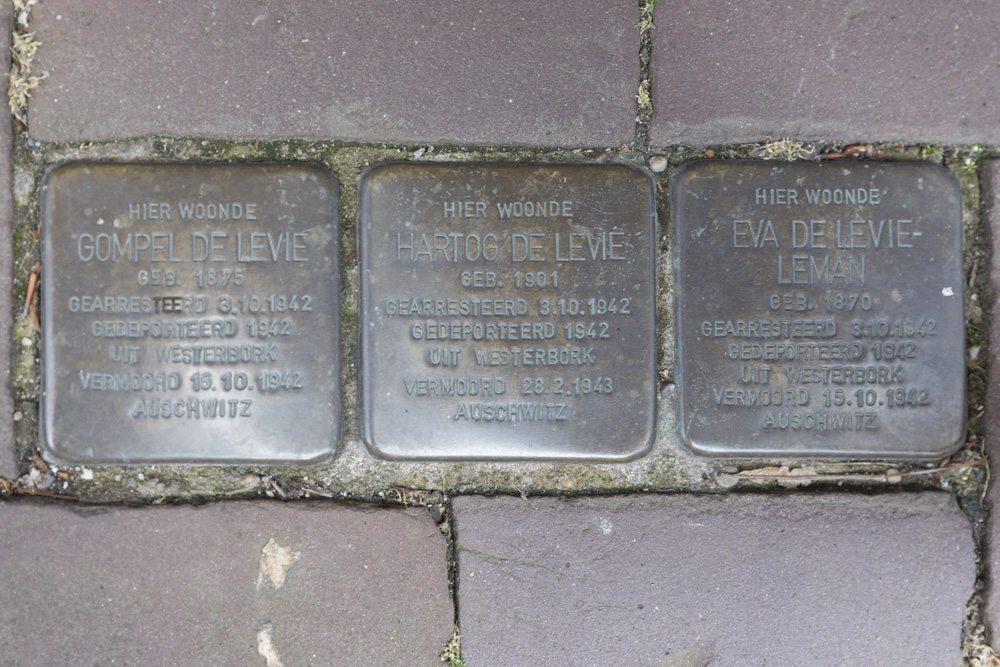 HIER WOONDE
GOMPEL DE LEVIE
GEB. 1875
GEARRESTEERD 3.10.1942
GEDEPORTEERD 1942
UIT WESTERBORK
VERMOORD 15.10.1942
AUSCHWITZ
HIER WOONDE
HARTOG DE LEVIE
GEB. 1901
GEARRESTEERD 3.10.1942
GEDEPORTEERD 1942
UIT WESTERBORK
VERMOORD 28.2.1943
AUSCHWITZ
HIER WOONDE
EVA DE LEVIE-
LEMAN
GEB. 1870
GEARRESTEERD 3.10.1942
GEDEPORTEERD 1942
UIT WESTERBORK
VERMOORD 15.10.1942
AUSCHWITZ